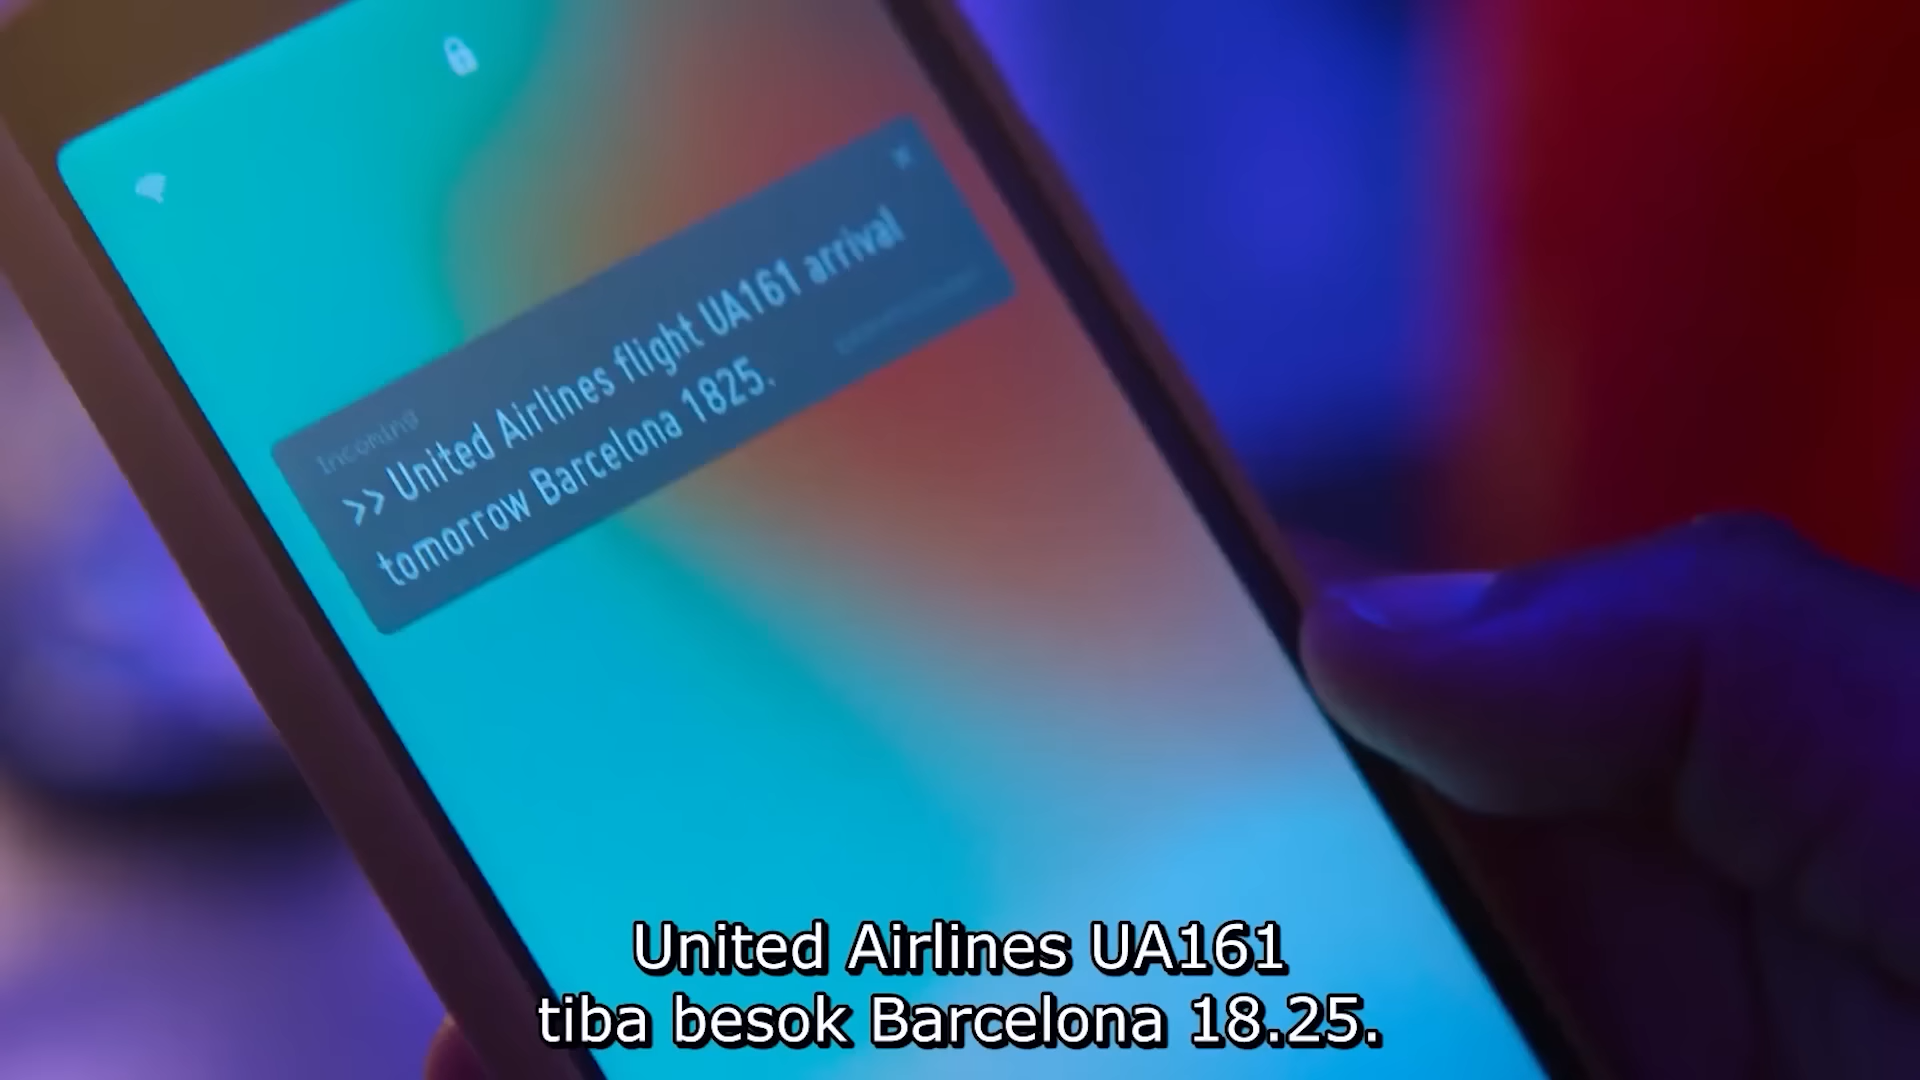 Incoming
>> United Airlines flight UA161 arrival
tomorrow Barcelona 1825.
United Airlines UA161
tiba besok Barcelona 18.25.